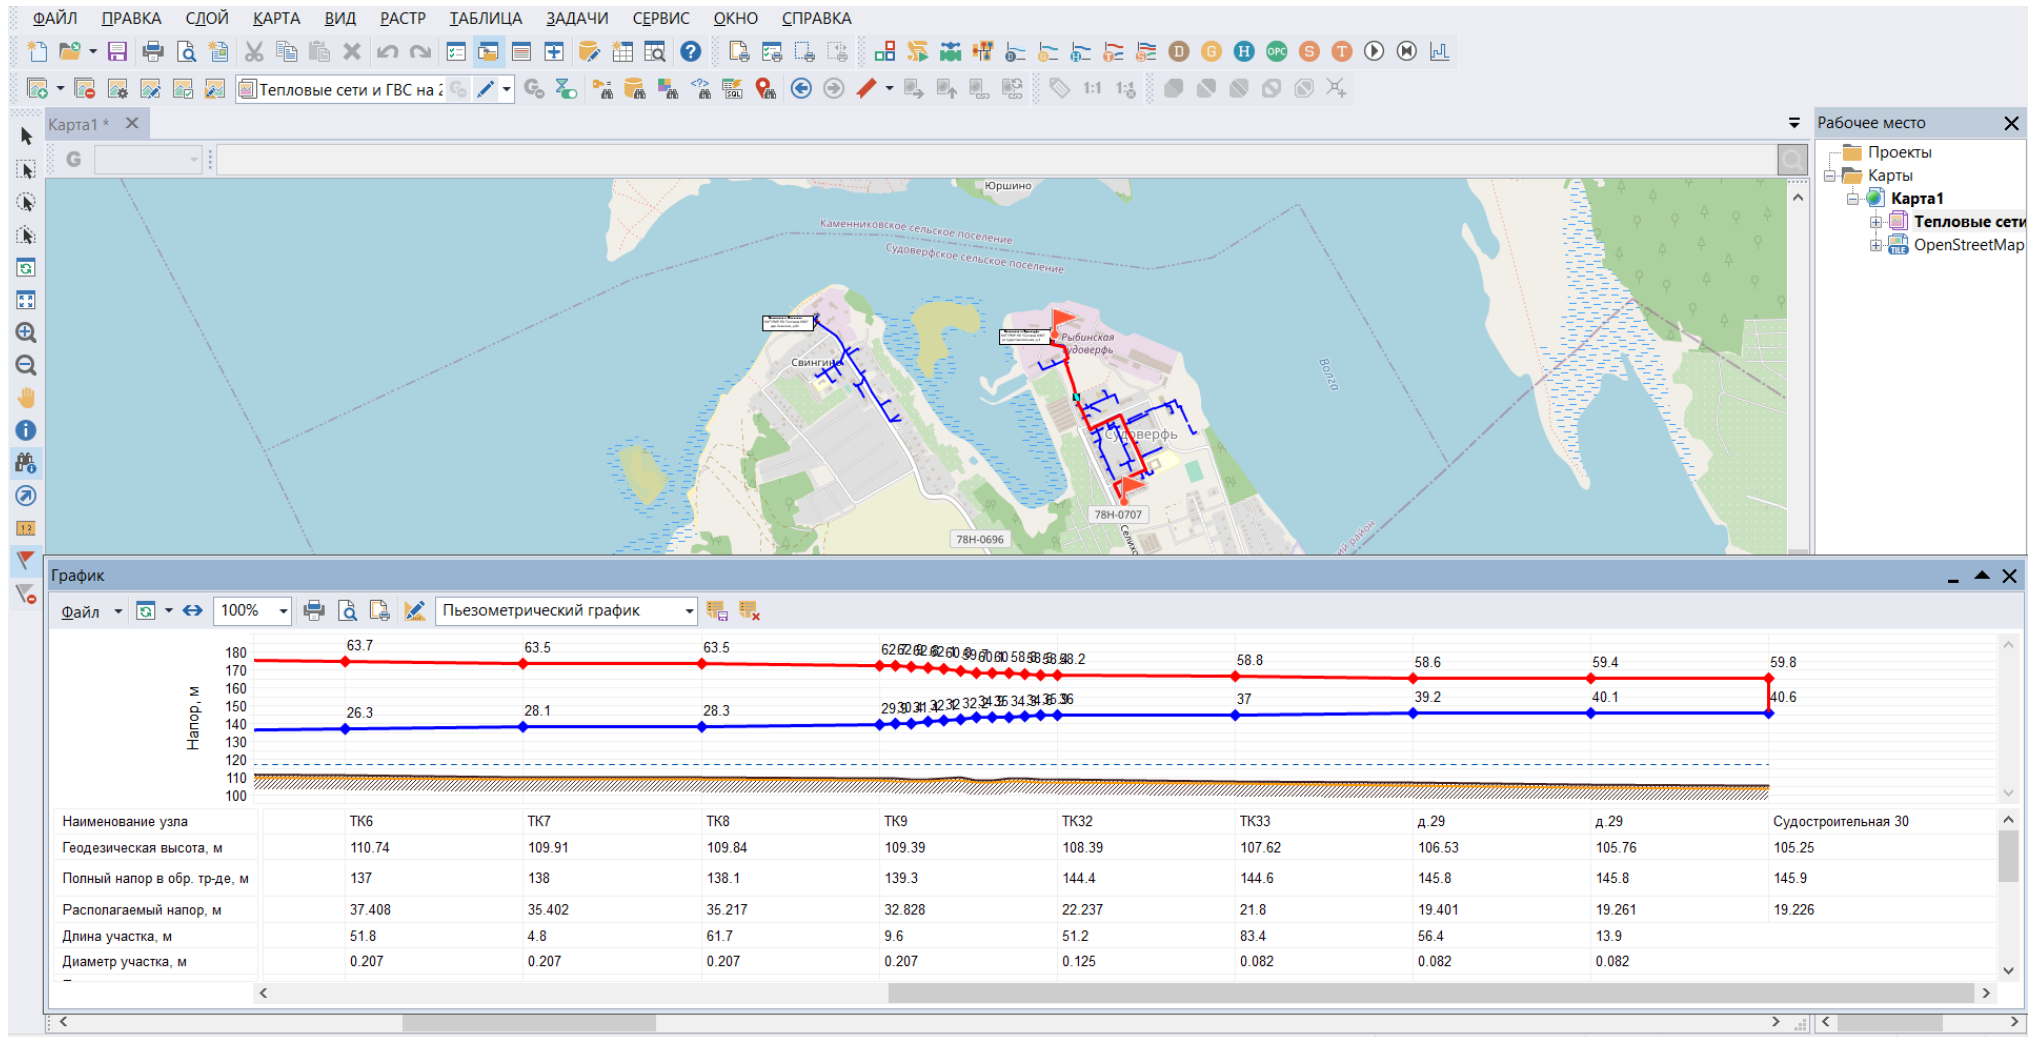 ФАЙЛ ПРАВКА СЛОЙ КАРТА ВИД РАСТР ТАБЛИЦА ЗАДАЧИ СЕРВИС ОКНО СПРАВКА
Тепловые сети и ГВС на 2
1:1
Карта1 *
Рабочее место
Проекты
Карты
Карта1
Тепловые сети
OpenStreetMap
Юршино
Каменниковское сельское поселение
Судоверфское сельское поселение
Рыбинская
Судоверфь
Волга
Судоверфь
78Н-0707
78Н-0696
График
Файл 100% Пьезометрический график
Напор, м
180
170
160
150
140
130
120
110
100
63.7 63.5 63.5 58.8 58.6 59.4 59.8
26.3 28.1 28.3 36 37 39.2 40.1 40.6
Наименование узла ТК6 ТК7 ТК8 ТК9 ТК32 ТК33 д.29 д.29 Судостроительная 30
Геодезическая высота, м 110.74 109.91 109.84 109.39 108.39 107.62 106.53 105.76 105.25
Полный напор в обр. тр-де, м 137 138 138.1 139.3 144.4 144.6 145.8 145.8 145.9
Располагаемый напор, м 37.408 35.402 35.217 32.828 22.237 21.8 19.401 19.261 19.226
Длина участка, м 51.8 4.8 61.7 9.6 51.2 83.4 56.4 13.9
Диаметр участка, м 0.207 0.207 0.207 0.207 0.125 0.082 0.082 0.082